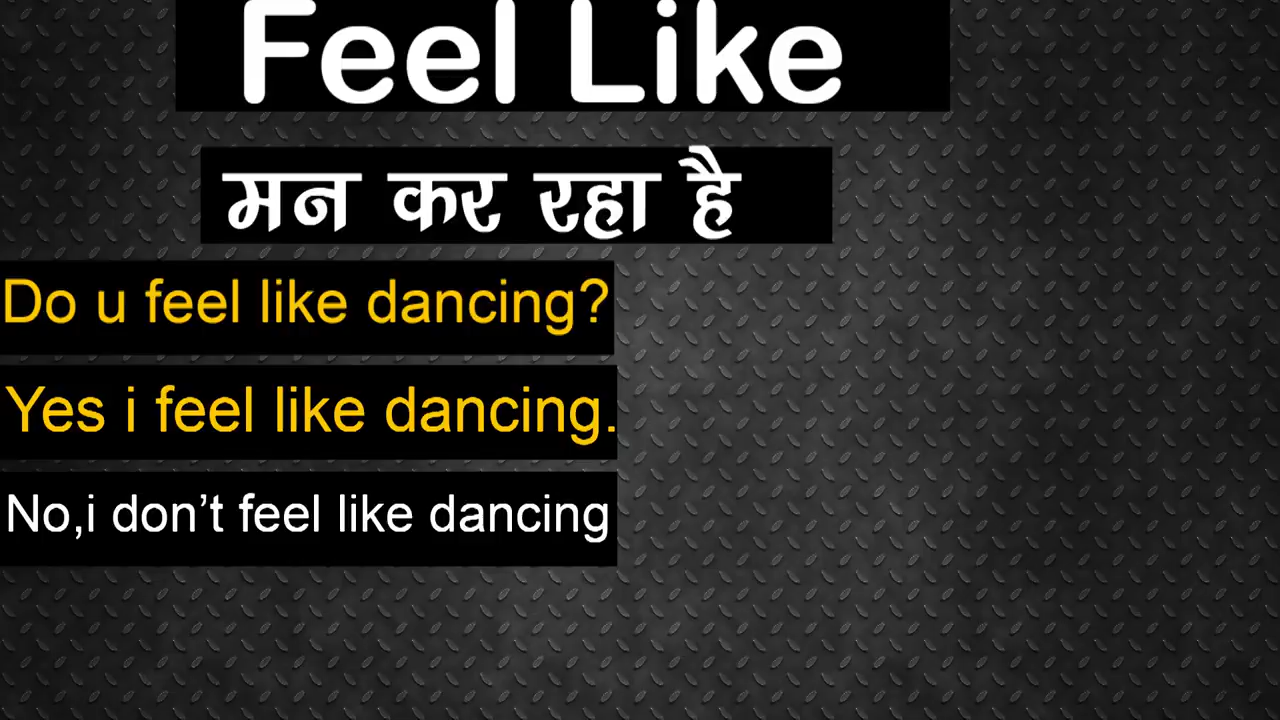 Feel Like
मन कर रहा है
Do u feel like dancing?
Yes i feel like dancing.
No,i don’t feel like dancing